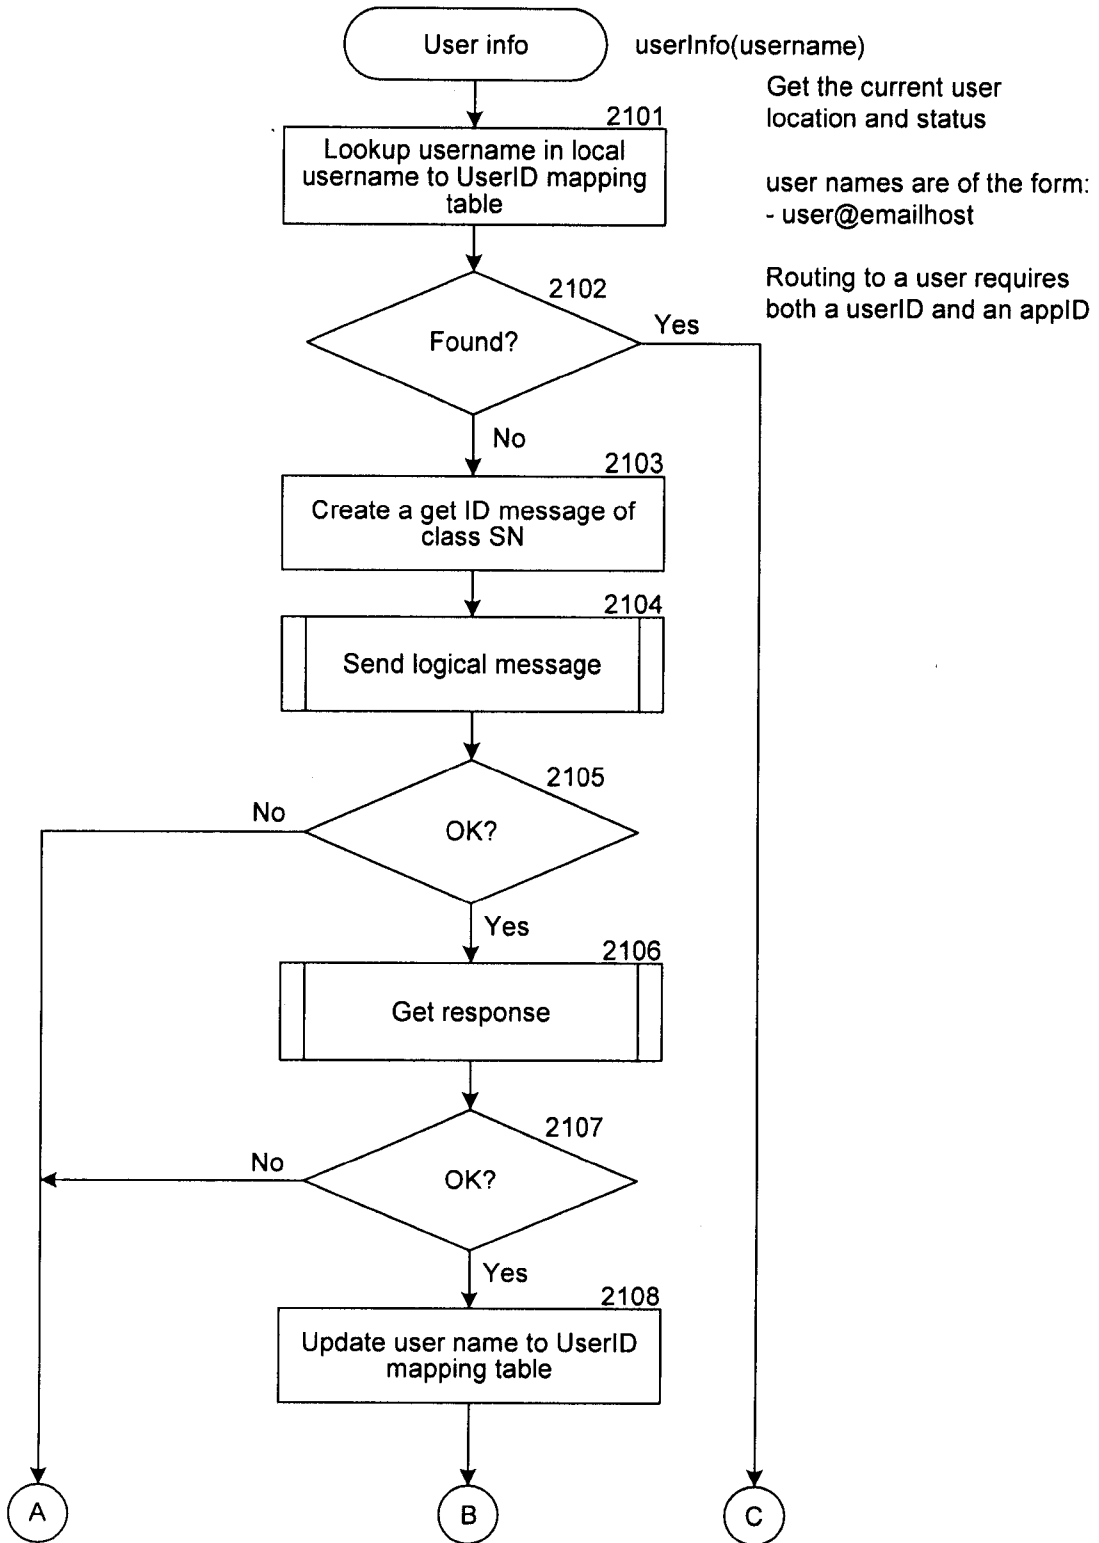 User info
userInfo(username)
Get the current user
location and status
user names are of the form:
- user@emailhost
Routing to a user requires
both a userID and an appID
2101
Lookup username in local
username to UserID mapping
table
2102
Found?
Yes
No
2103
Create a get ID message of
class SN
2104
Send logical message
2105
No
OK?
Yes
2106
Get response
2107
No
OK?
Yes
2108
Update user name to UserID
mapping table
A
B
C